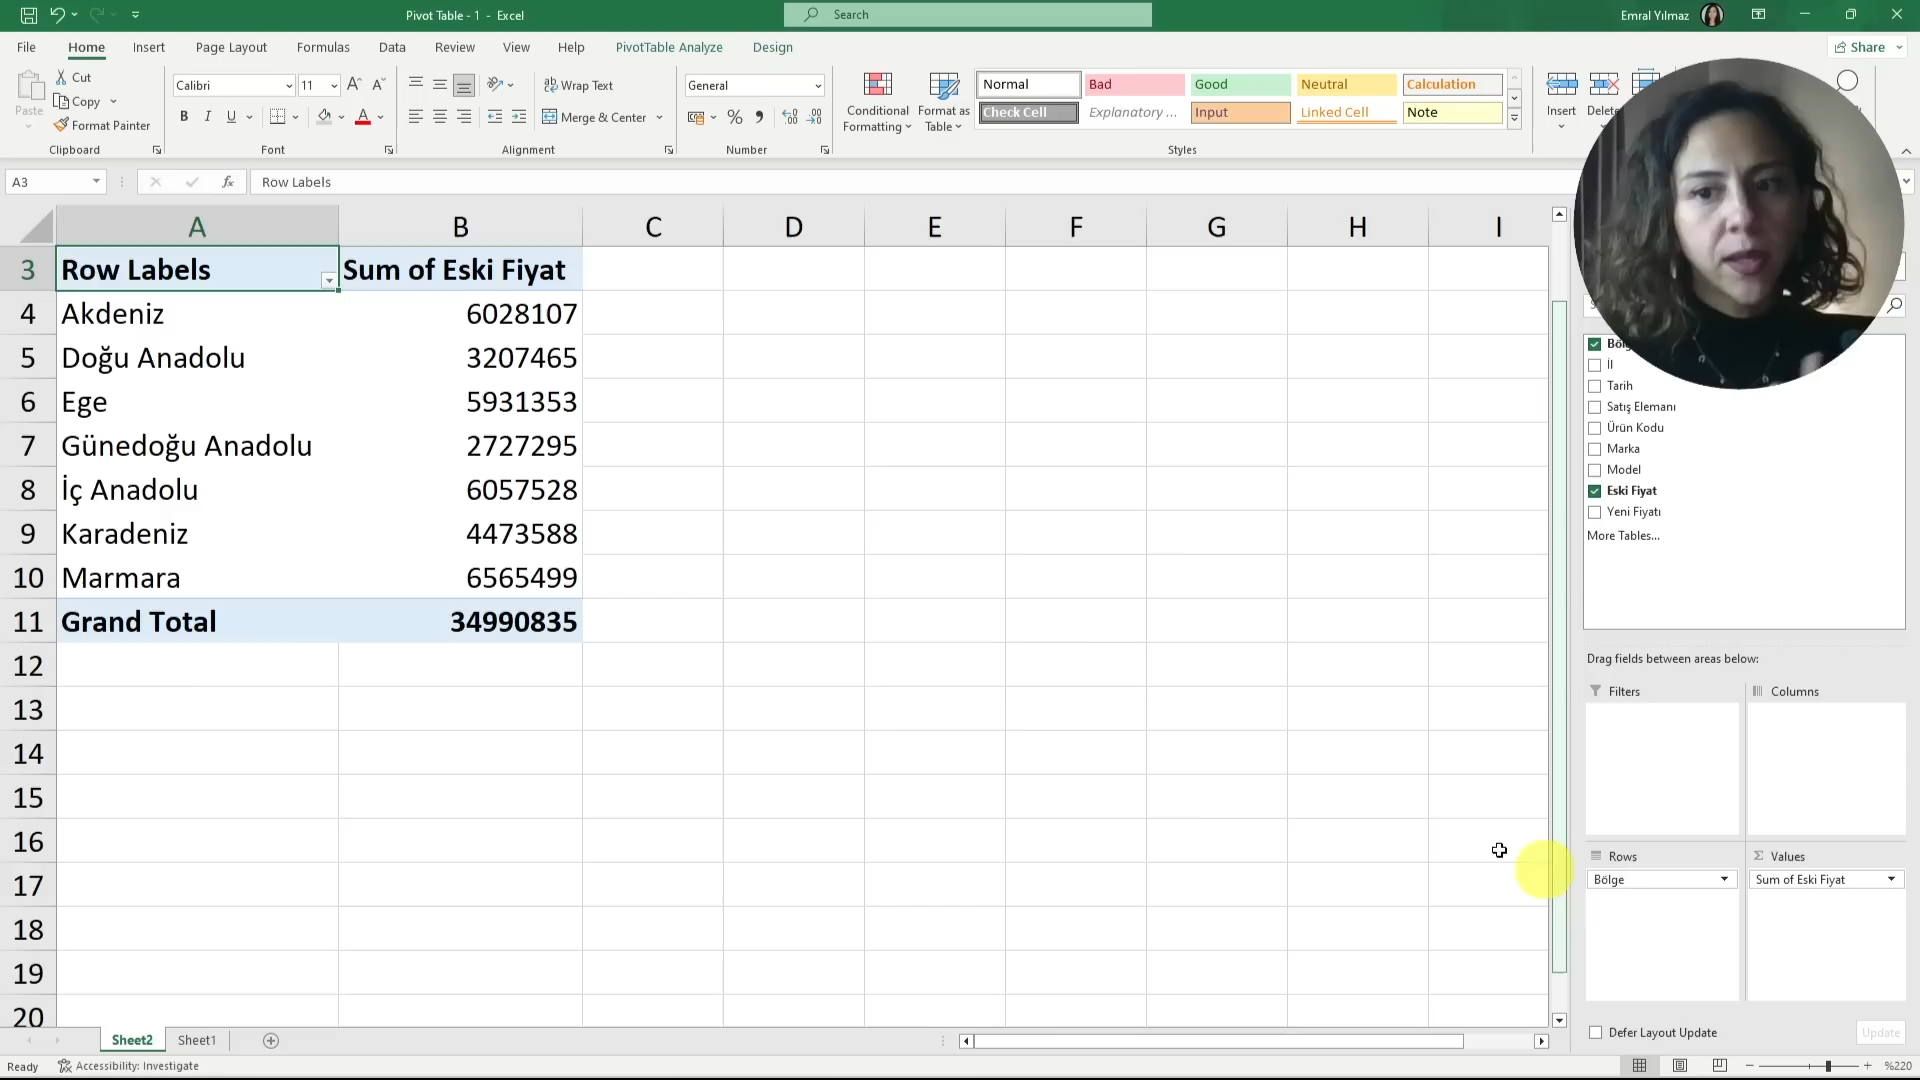 Pivot Table - 1 - Excel
Search
Emral Yılmaz
File Home Insert Page Layout Formulas Data Review View Help PivotTable Analyze Design
Share
Paste
Cut
Copy
Format Painter
Clipboard
Calibri 11
B I U
Font
Wrap Text
Merge & Center
Alignment
General
Number
Conditional Formatting
Format as Table
Normal Bad Good Neutral Calculation
Check Cell Explanatory ... Input Linked Cell Note
Styles
Insert
A3 fx Row Labels
A B C D E F G H I
3 Row Labels Sum of Eski Fiyat
4 Akdeniz 6028107
5 Doğu Anadolu 3207465
6 Ege 5931353
7 Günedoğu Anadolu 2727295
8 İç Anadolu 6057528
9 Karadeniz 4473588
10 Marmara 6565499
11 Grand Total 34990835
12
13
14
15
16
17
18
19
20
İl
Tarih
Satış Elemanı
Ürün Kodu
Marka
Model
Eski Fiyat
Yeni Fiyatı
More Tables...
Drag fields between areas below:
Filters
Columns
Rows
Bölge
Values
Sum of Eski Fiyat
Defer Layout Update
Update
Sheet2 Sheet1
Ready Accessibility: Investigate
%220